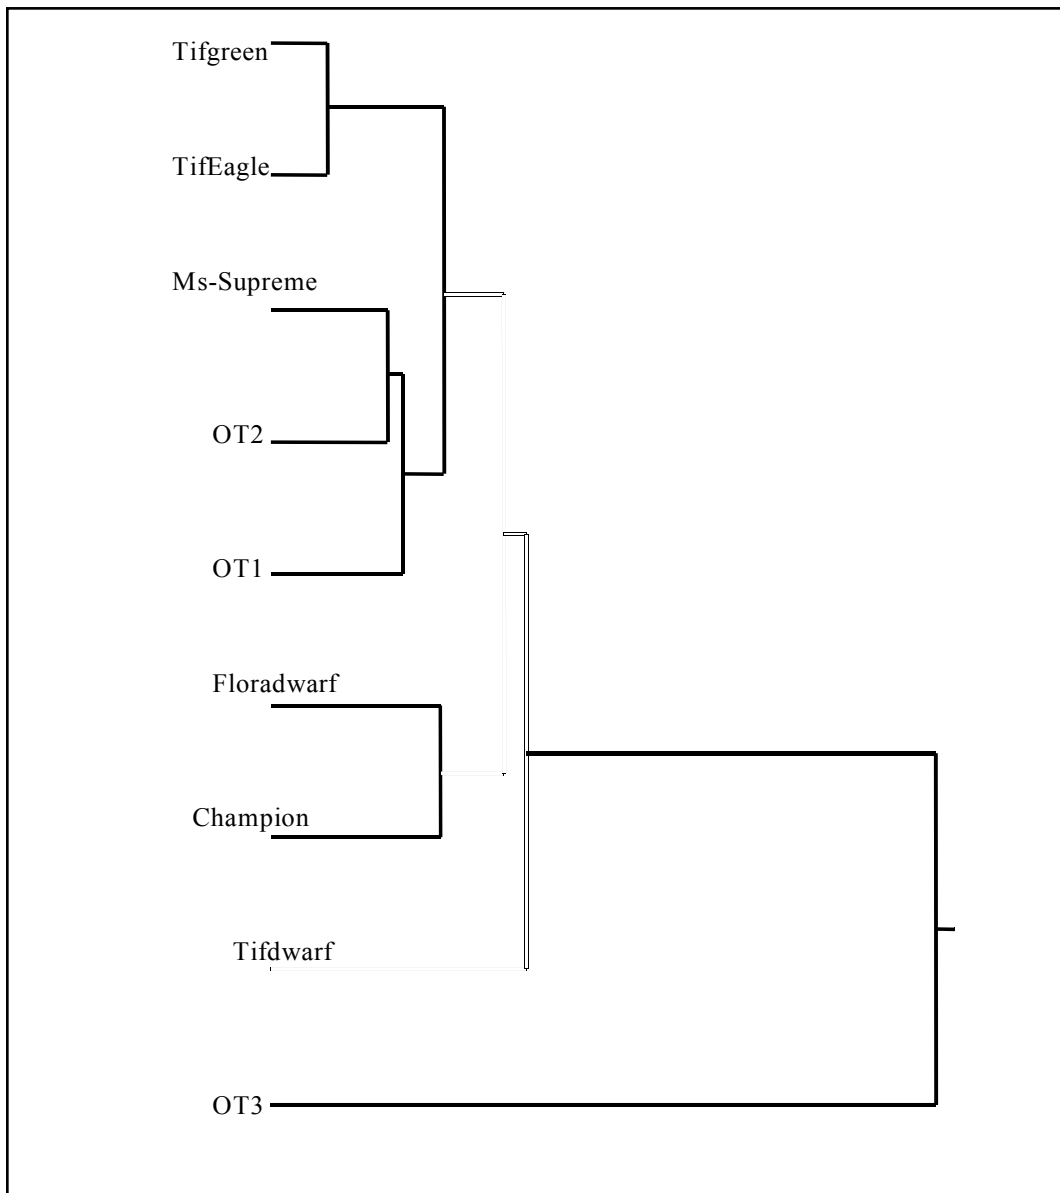 Tifgreen
TifEagle
Ms-Supreme
OT2
OT1
Floradwarf
Champion
Tifdwarf
OT3